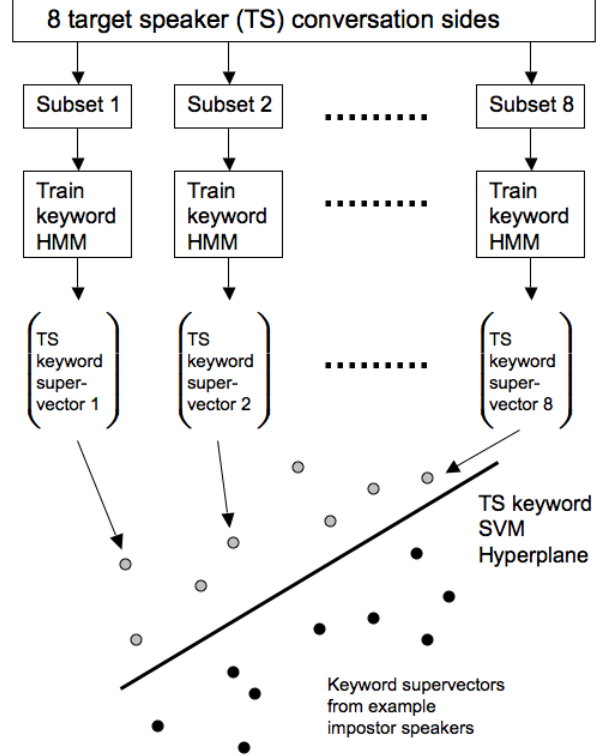 8 target speaker (TS) conversation sides
Subset 1
Subset 2
Subset 8
Train
keyword
HMM
Train
keyword
HMM
Train
keyword
HMM
TS
keyword
super-
vector 1
TS
keyword
super-
vector 2
TS
keyword
super-
vector 8
TS keyword
SVM
Hyperplane
Keyword supervectors
from example
impostor speakers